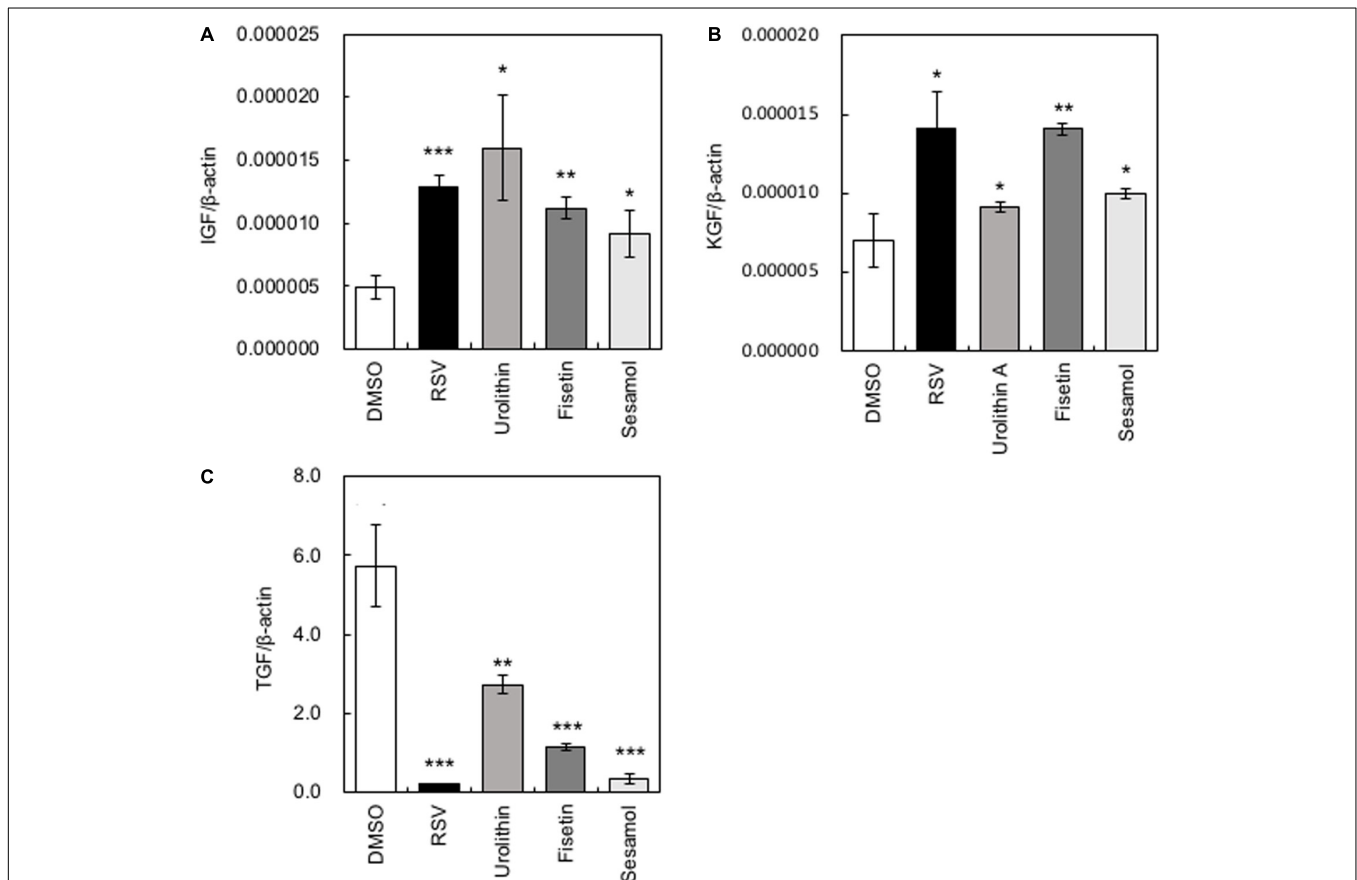 A
IGF/β-actin
0.000025
0.000020
0.000015
0.000010
0.000005
0.000000
***
*
**
*
DMSO
RSV
Urolithin
Fisetin
Sesamol
B
KGF/β-actin
0.000020
0.000015
0.000010
0.000005
0.000000
*
*
**
*
DMSO
RSV
Urolithin A
Fisetin
Sesamol
C
TGF/β-actin
8.0
6.0
4.0
2.0
0.0
***
**
***
***
DMSO
RSV
Urolithin
Fisetin
Sesamol